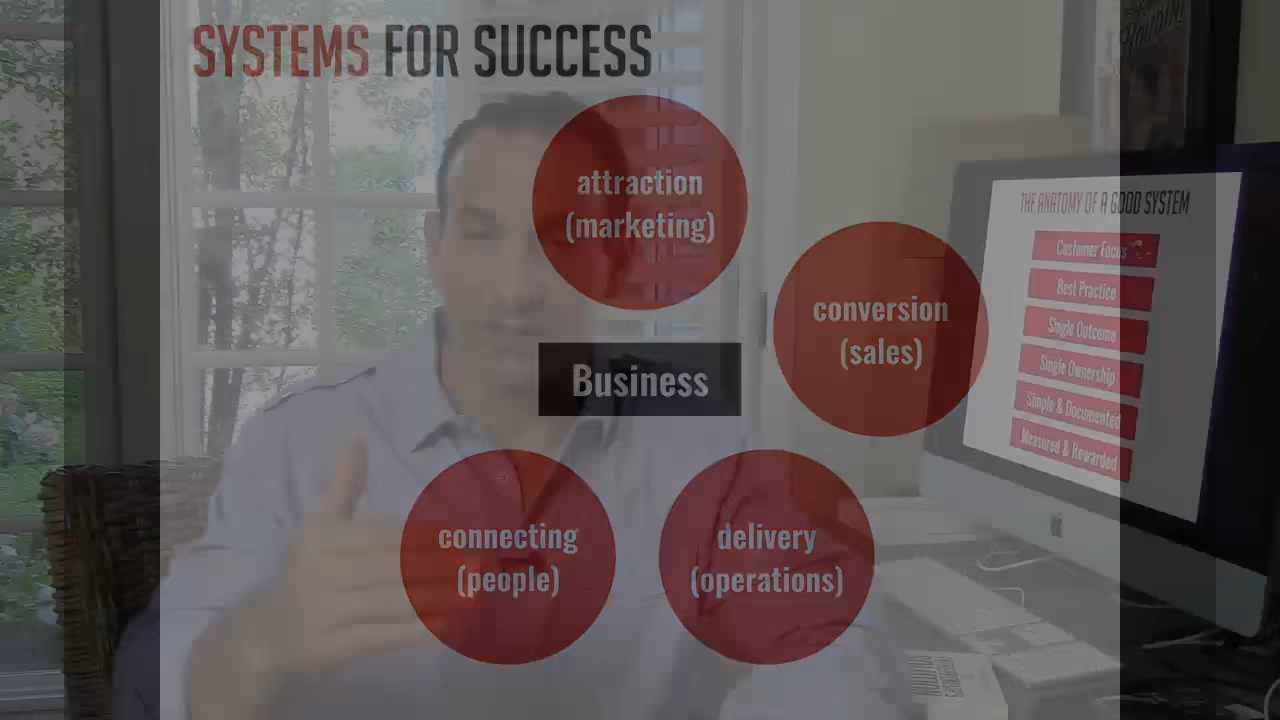 SYSTEMS FOR SUCCESS
attraction
(marketing)
conversion
(sales)
Business
connecting
(people)
delivery
(operations)
THE ANATOMY OF A GOOD SYSTEM
Customer Focus
Best Practice
Single Outcome
Single Ownership
Simple & Documented
Measured & Rewarded